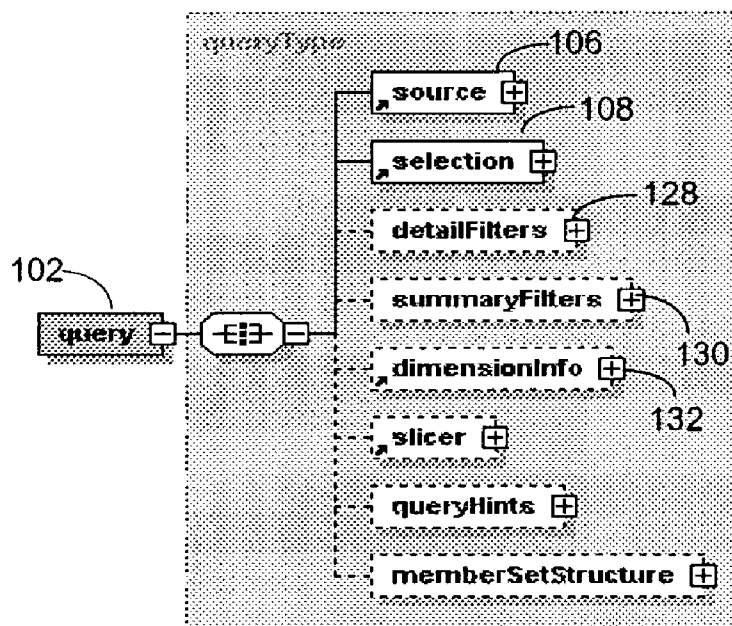 queryType
106
source
108
selection
128
detailFilters
102
summaryFilters
query
130
dimensionInfo
132
slicer
queryHints
memberSetStructure